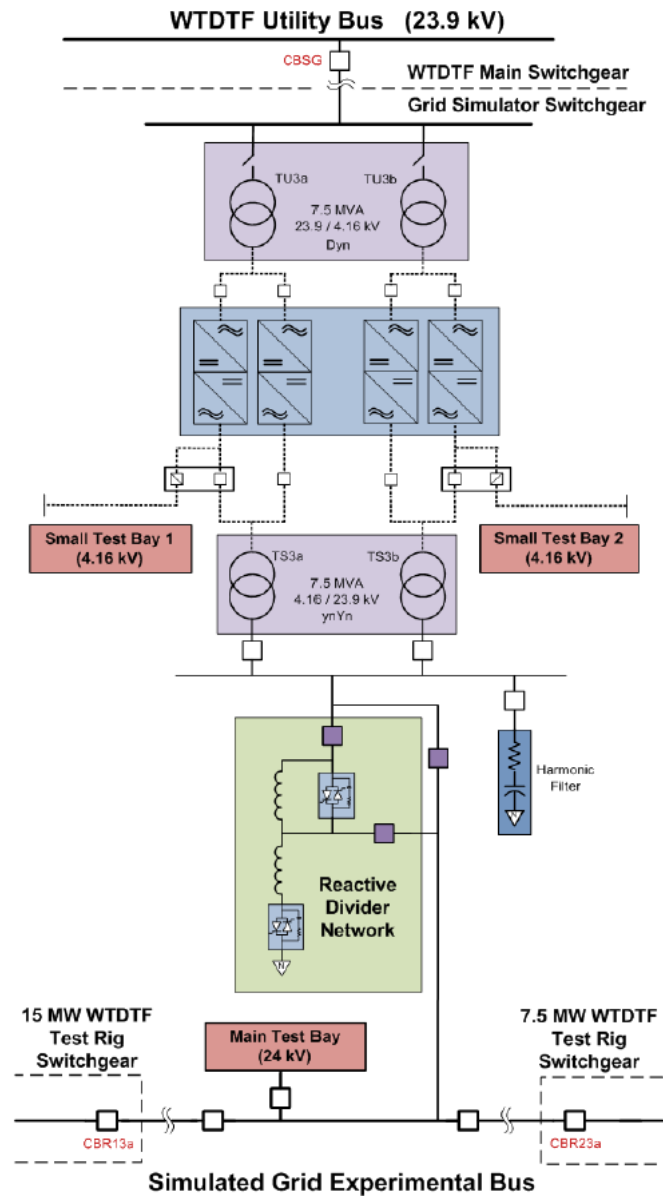 WTDTF Utility Bus (23.9 kV)
CBSG
WTDTF Main Switchgear
Grid Simulator Switchgear
TU3a
TU3b
7.5 MVA
23.9 / 4.16 kV
Dyn
Small Test Bay 1
(4.16 kV)
Small Test Bay 2
(4.16 kV)
TS3a
TS3b
7.5 MVA
4.16 / 23.9 kV
ynYn
Harmonic
Filter
N
Reactive
Divider
Network
N
15 MW WTDTF
Test Rig
Switchgear
Main Test Bay
(24 kV)
7.5 MW WTDTF
Test Rig
Switchgear
CBR13a
CBR23a
Simulated Grid Experimental Bus